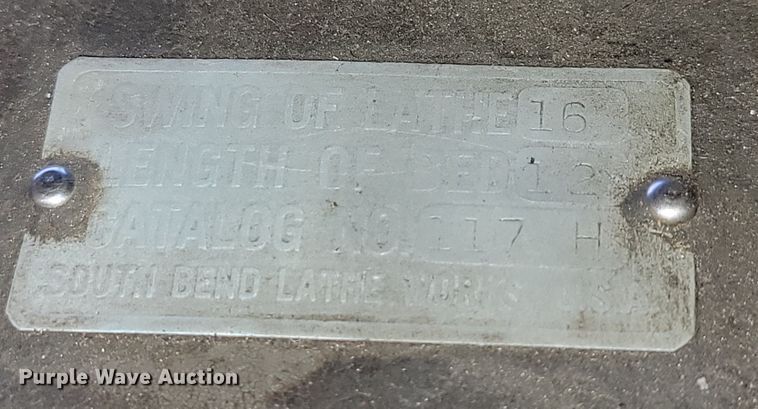 SWING OF LATHE 16
LENGTH OF BED 12
CATALOG NO. 117 H
SOUTH BEND LATHE WORKS U.S.A.
Purple Wave Auction